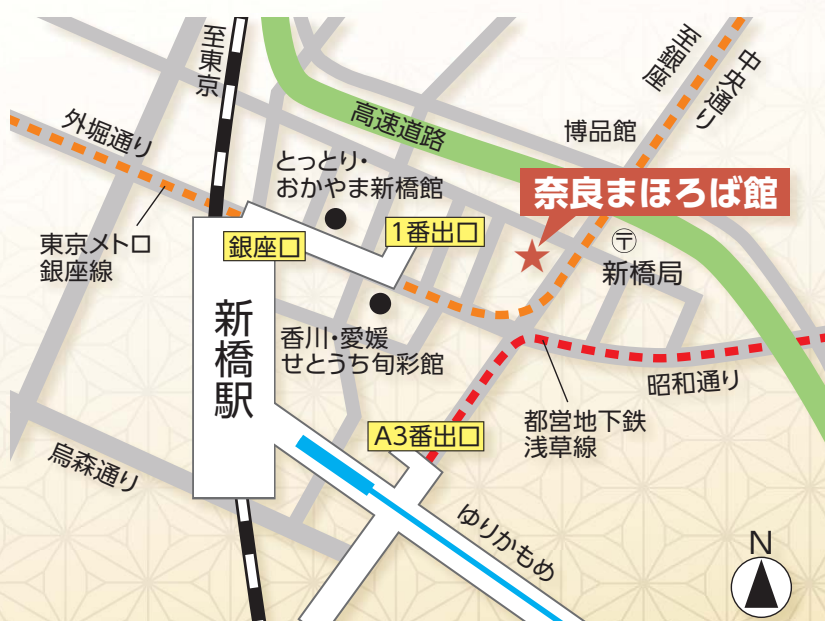 至東京
至銀座
中央通り
外堀通り
高速道路
博品館
とっとり・
おかやま新橋館
奈良まほろば館
銀座口
1番出口
〒
新橋局
東京メトロ
銀座線
新橋駅
香川・愛媛
せとうち旬彩館
昭和通り
都営地下鉄
浅草線
A3番出口
烏森通り
ゆりかもめ
N